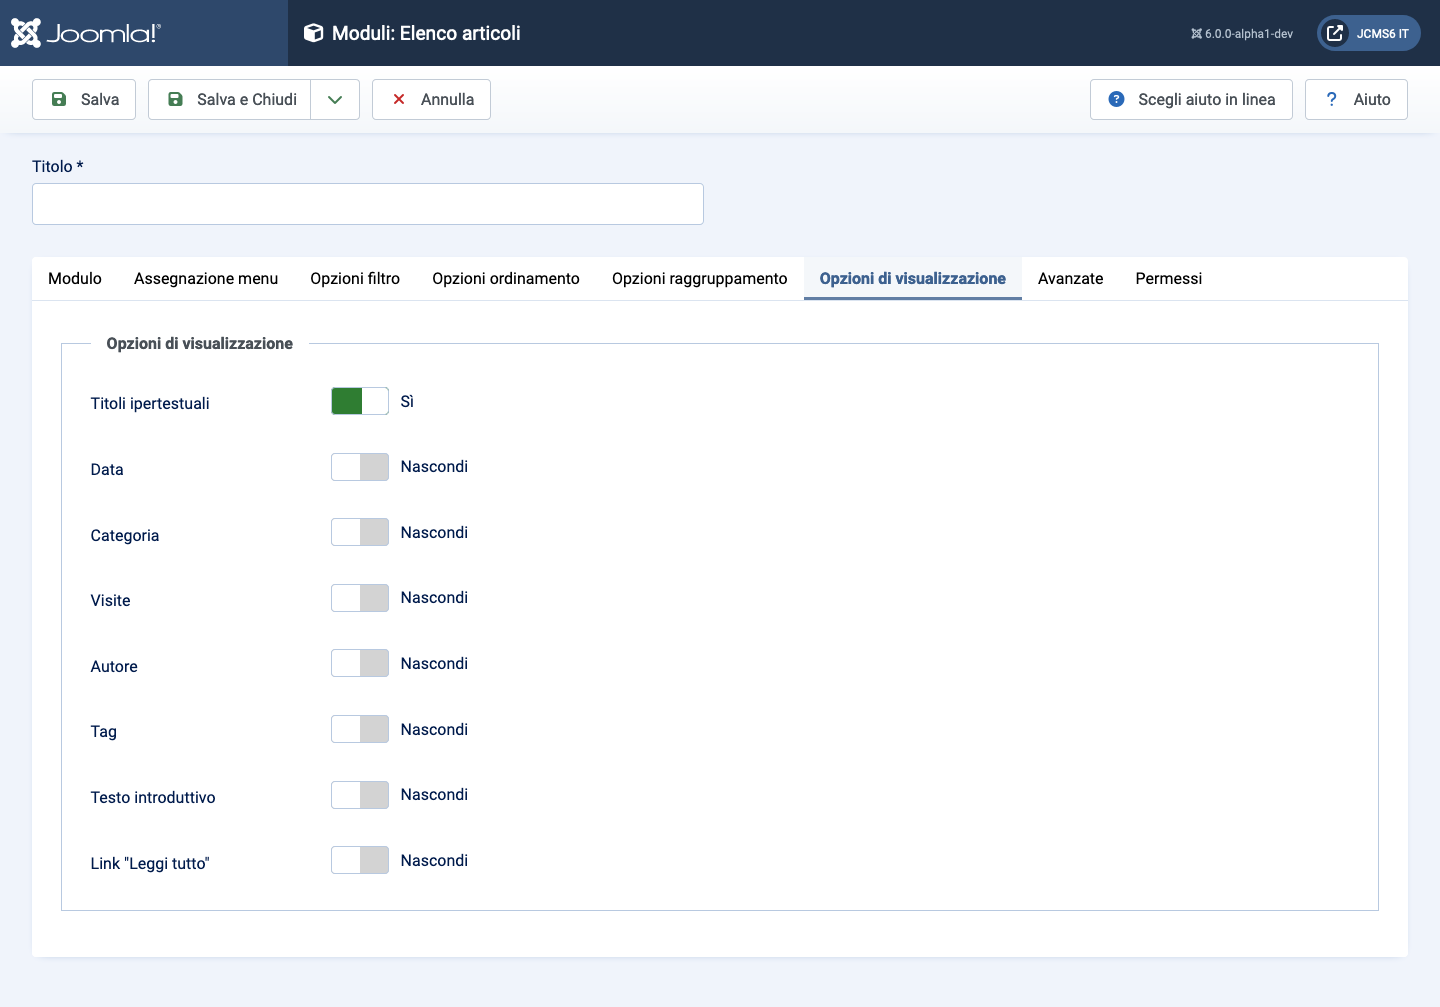 Joomla!®
Moduli: Elenco articoli
6.0.0-alpha1-dev
JCMS6 IT
Salva
Salva e Chiudi
Annulla
Scegli aiuto in linea
? Aiuto
Titolo *
Modulo
Assegnazione menu
Opzioni filtro
Opzioni ordinamento
Opzioni raggruppamento
Opzioni di visualizzazione
Avanzate
Permessi
Opzioni di visualizzazione
Titoli ipertestuali Sì
Data Nascondi
Categoria Nascondi
Visite Nascondi
Autore Nascondi
Tag Nascondi
Testo introduttivo Nascondi
Link "Leggi tutto" Nascondi